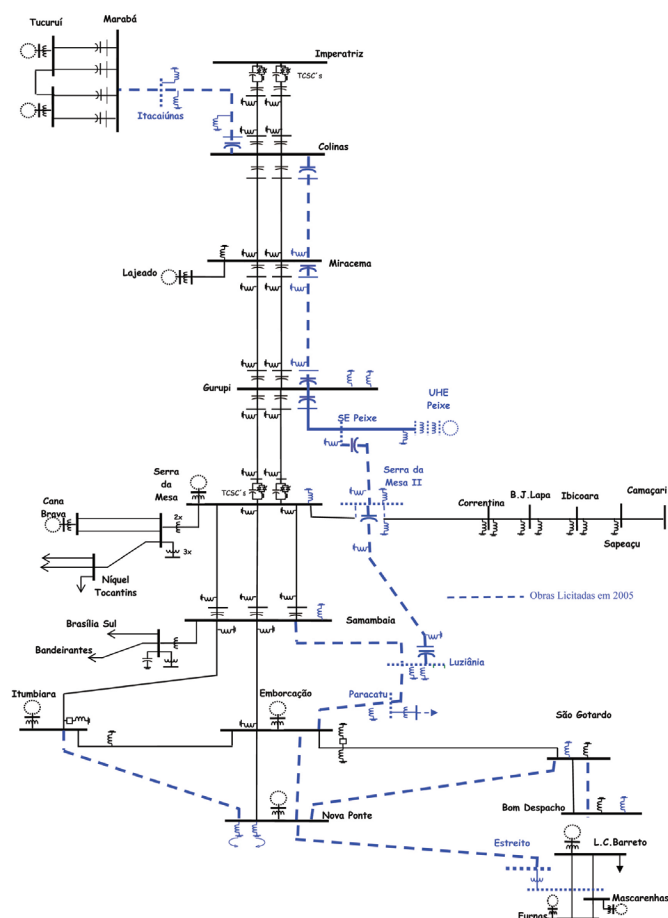 Tucuruí
Marabá
Imperatriz
TCSC´s
Itacaiúnas
Colinas
Miracema
Lajeado
Gurupi
UHE
Peixe
SE Peixe
Serra
da
Mesa
TCSC´s
Serra da
Mesa II
Cana
Brava
2x
3x
Correntina
B.J.Lapa
Ibicoara
Camaçari
Sapeaçu
Níquel
Tocantins
Obras Licitadas em 2005
Brasília Sul
Samambaia
Bandeirantes
Luziânia
Itumbiara
Emborcação
Paracatu
São Gotardo
Nova Ponte
Bom Despacho
Estreito
L.C.Barreto
Mascarenhas
Furnas